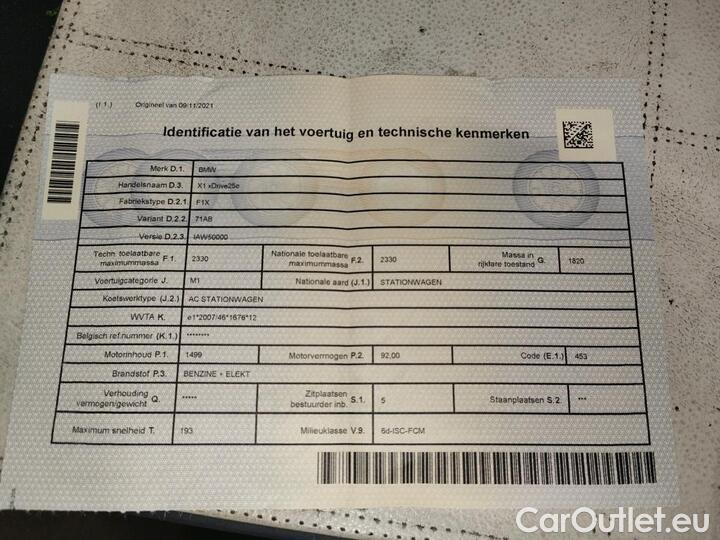 (I.1.) Origineel van 09/11/2021
Identificatie van het voertuig en technische kenmerken
Merk D.1. BMW
Handelsnaam D.3. X1 xDrive25e
Fabriekstype D.2.1. F1X
Variant D.2.2. 71AB
Versie D.2.3. IAW50000
Techn. toelaatbare maximummassa F.1. 2330 Nationale toelaatbare maximummassa F.2. 2330 Massa in rijklare toestand G. 1820
Voertuigcategorie J. M1 Nationale aard (J.1.) STATIONWAGEN
Koetswerktype (J.2.) AC STATIONWAGEN
WVTA K. e1*2007/46*1676*12
Belgisch ref.nummer (K.1.) ********
Motorinhoud P.1. 1499 Motorvermogen P.2. 92,00 Code (E.1.) 453
Brandstof P.3. BENZINE + ELEKT
Verhouding vermogen/gewicht Q. ***** Zitplaatsen bestuurder inb. S.1. 5 Staanplaatsen S.2. ***
Maximum snelheid T. 193 Milieuklasse V.9. 6d-ISC-FCM
CarOutlet.eu